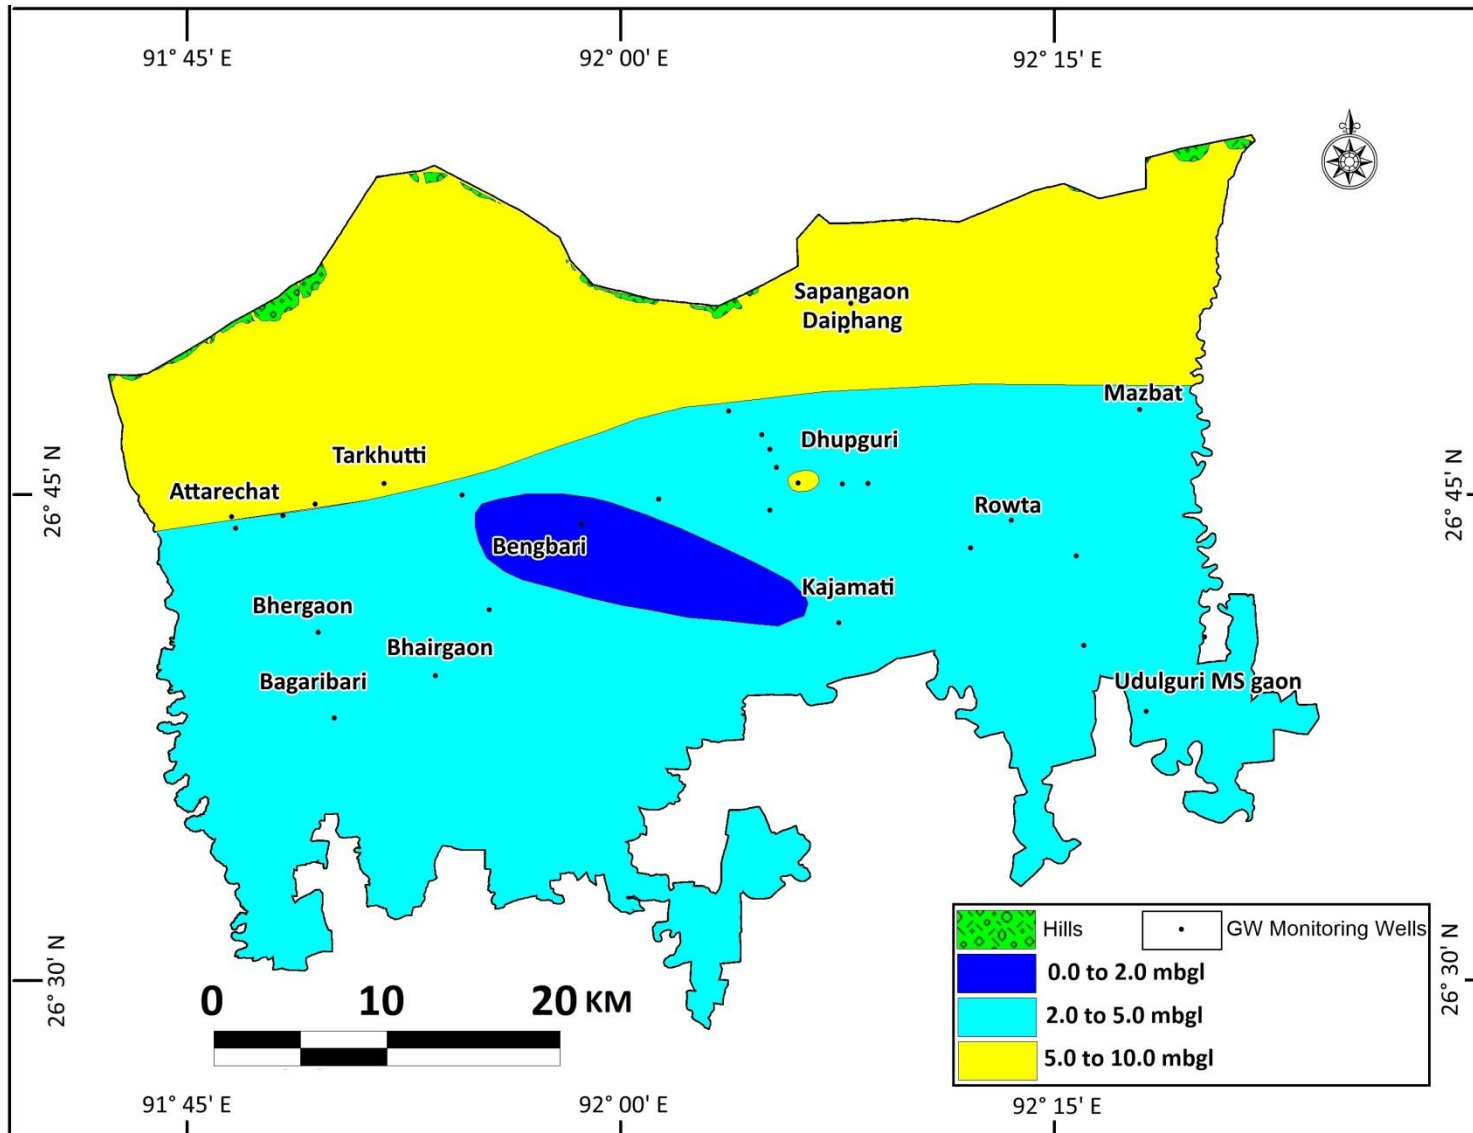 91° 45' E
92° 00' E
92° 15' E
Sapangaon
Daiphang
Mazbat
Dhupguri
Tarkhutti
26° 45' N
26° 45' N
Attarechat
Rowta
Bengbari
Kajamati
Bhergaon
Bhairgaon
Bagaribari
Udulguri MS gaon
Hills
GW Monitoring Wells
0.0 to 2.0 mbgl
2.0 to 5.0 mbgl
5.0 to 10.0 mbgl
26° 30' N
26° 30' N
0 10 20 KM
91° 45' E
92° 00' E
92° 15' E